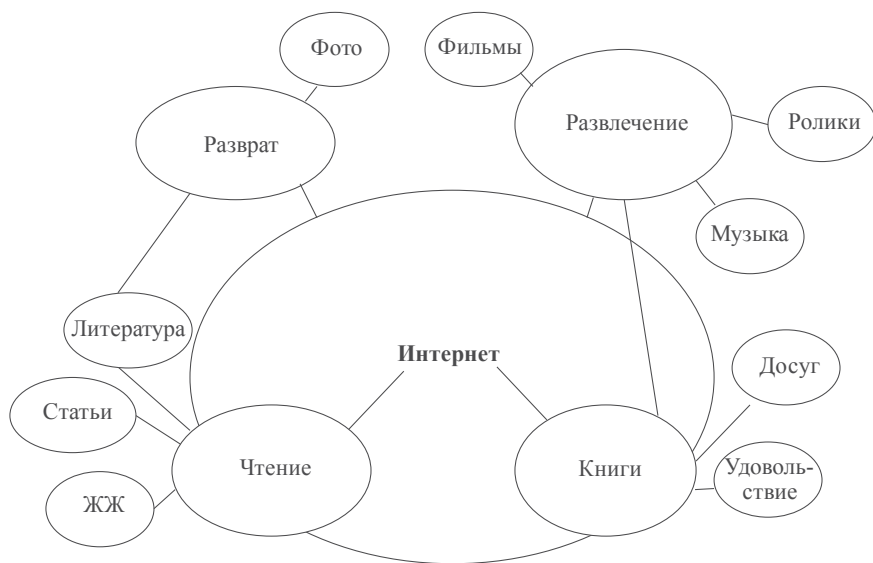 Фото
Фильмы
Разврат
Развлечение
Ролики
Музыка
Литература
Интернет
Досуг
Статьи
Чтение
Книги
Удоволь-
ствие
ЖЖ